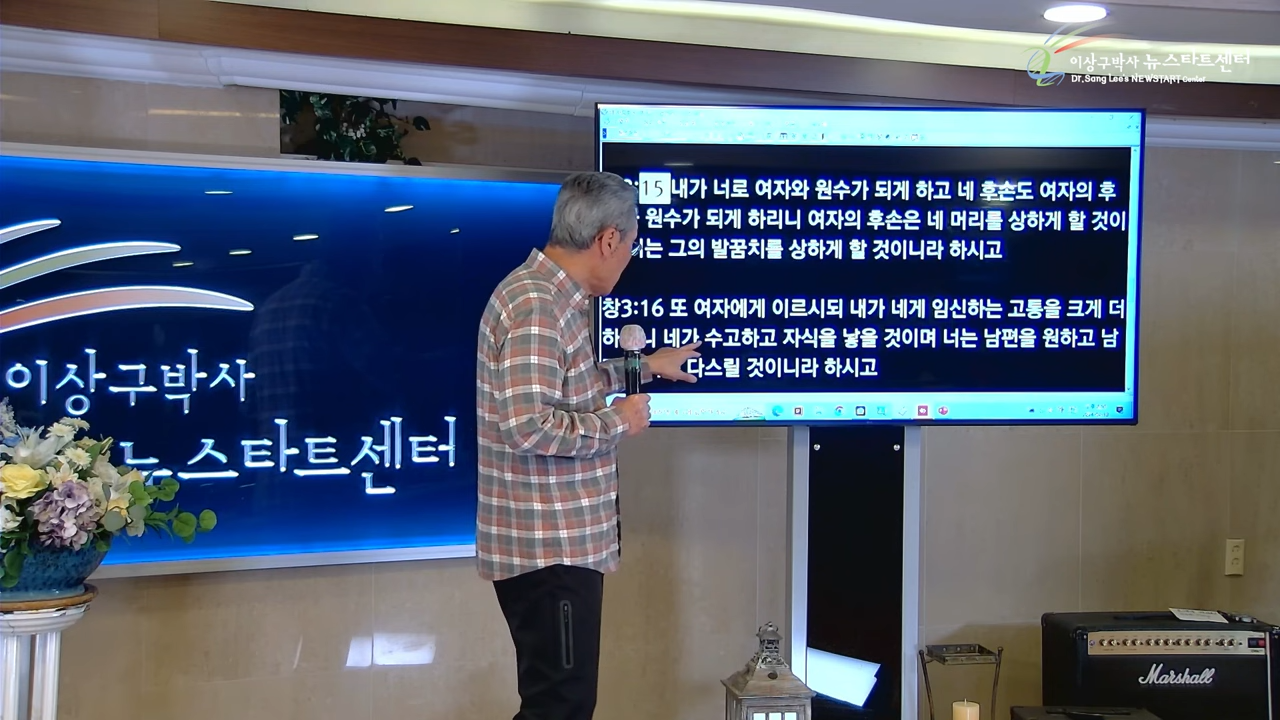 이상구박사 뉴스타트센터
Dr.Sang Lee's NEWSTART Center
15 내가 너로 여자와 원수가 되게 하고 네 후손도 여자의 후
원수가 되게 하리니 여자의 후손은 네 머리를 상하게 할 것이
는 그의 발꿈치를 상하게 할 것이니라 하시고
창3:16 또 여자에게 이르시되 내가 네게 임신하는 고통을 크게 더
하 니 네가 수고하고 자식을 낳을 것이며 너는 남편을 원하고 남
다스릴 것이니라 하시고
이상구박사
뉴스타트센터
Marshall